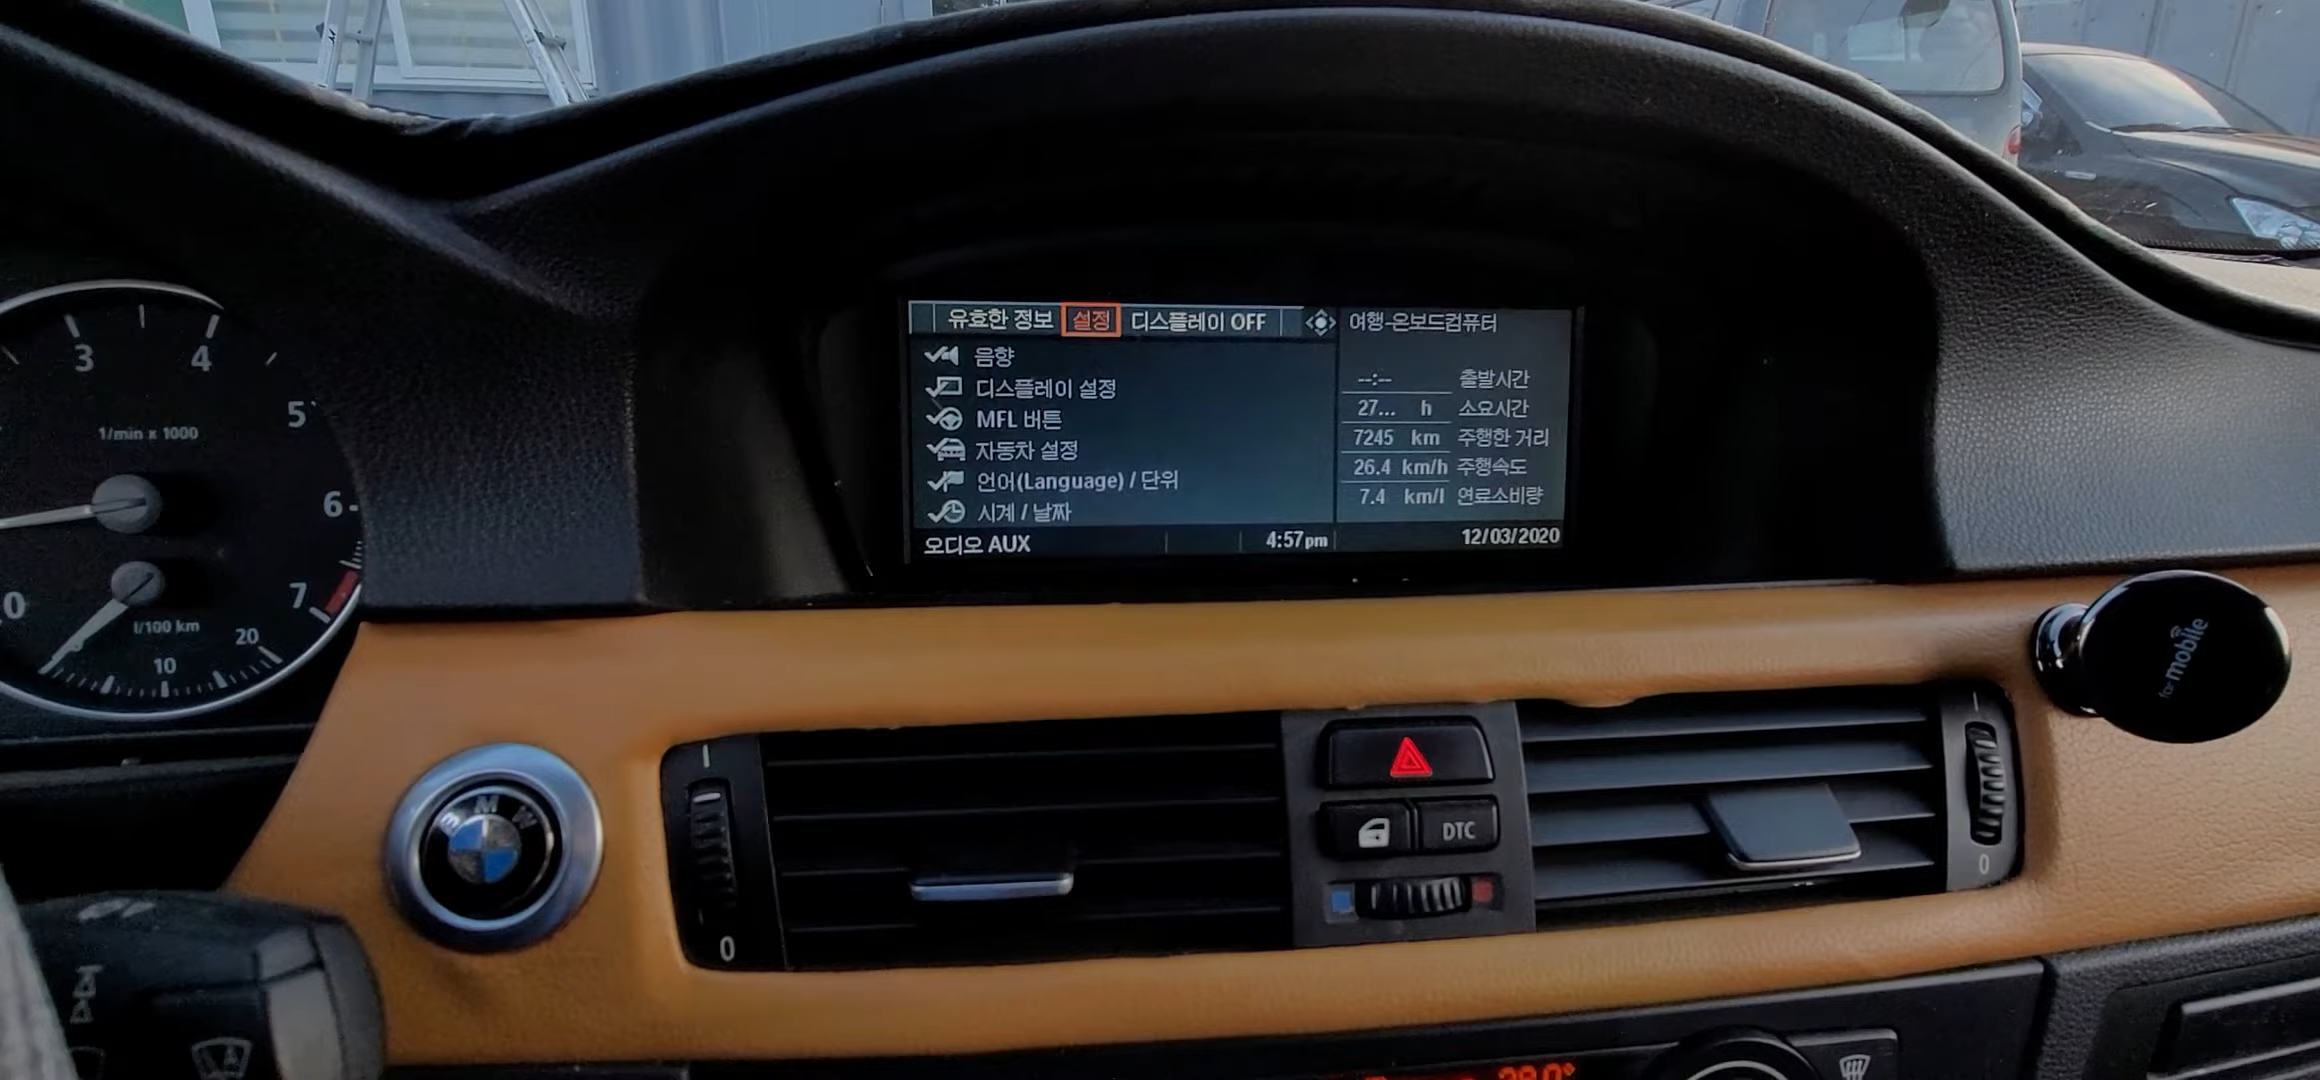 유효한 정보 설정 디스플레이 OFF
음향
디스플레이 설정
MFL 버튼
자동차 설정
언어(Language) / 단위
시계 / 날짜
오디오 AUX 4:57pm
여행-온보드컴퓨터
--:-- 출발시간
27... h 소요시간
7245 km 주행한 거리
26.4 km/h 주행속도
7.4 km/l 연료소비량
12/03/2020
3 4 5 6 7
1/min x 1000
0
l/100 km
10 20
BMW
0
DTC
0
for mobile
A